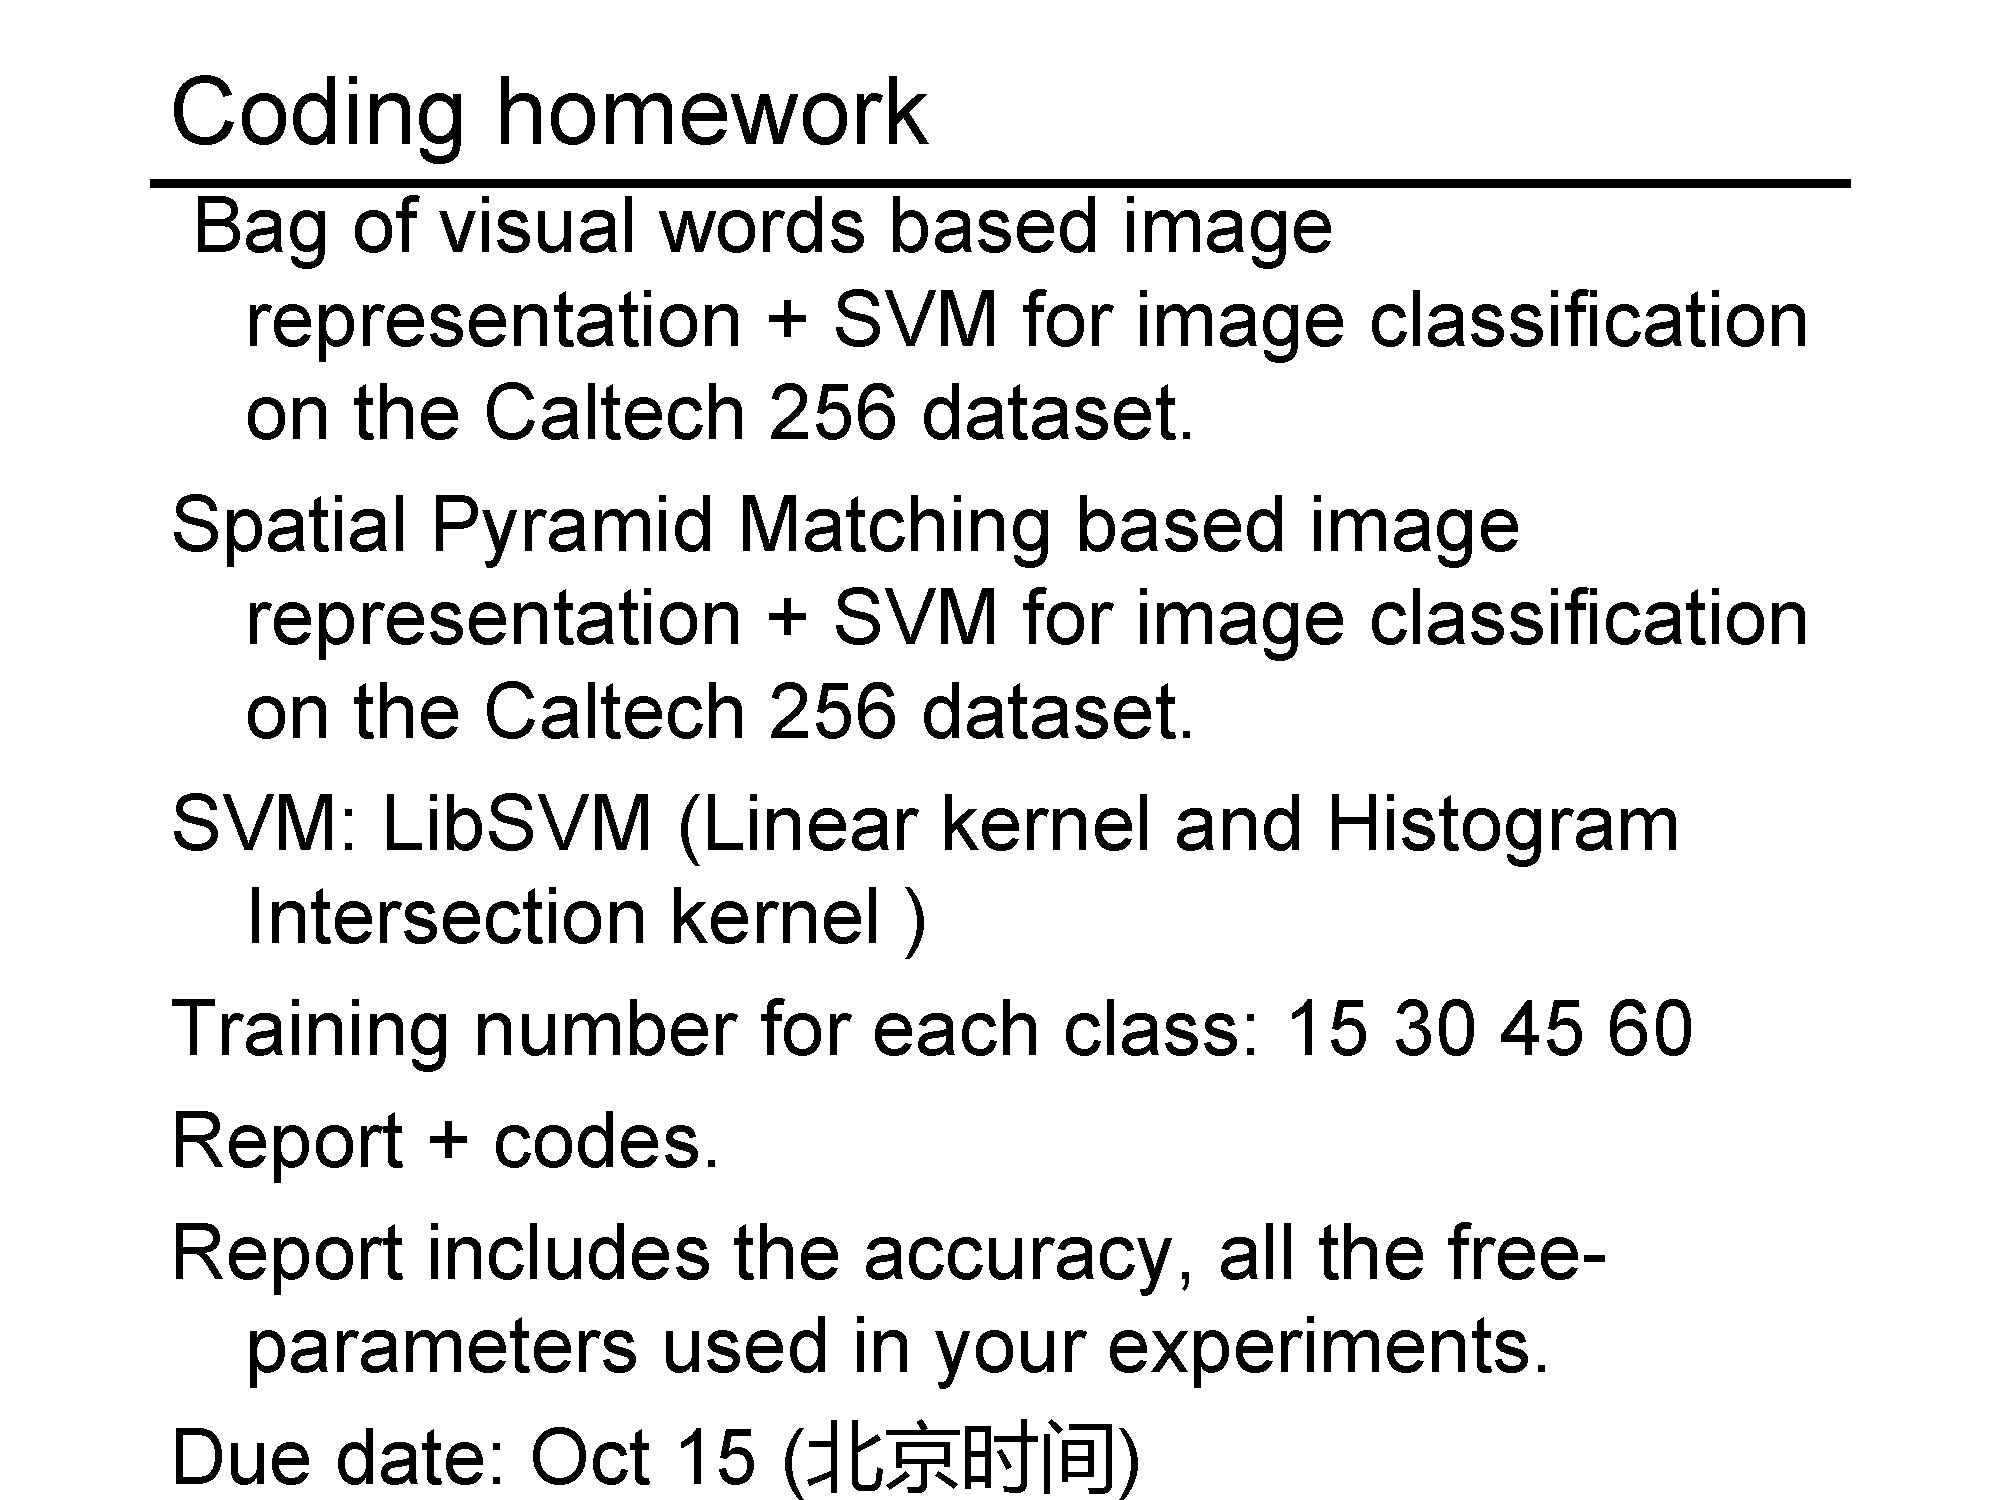 Coding homework
Bag of visual words based image
representation + SVM for image classification
on the Caltech 256 dataset.
Spatial Pyramid Matching based image
representation + SVM for image classification
on the Caltech 256 dataset.
SVM: LibSVM (Linear kernel and Histogram
Intersection kernel )
Training number for each class: 15 30 45 60
Report + codes.
Report includes the accuracy, all the free-
parameters used in your experiments.
Due date: Oct 15 (北京时间)